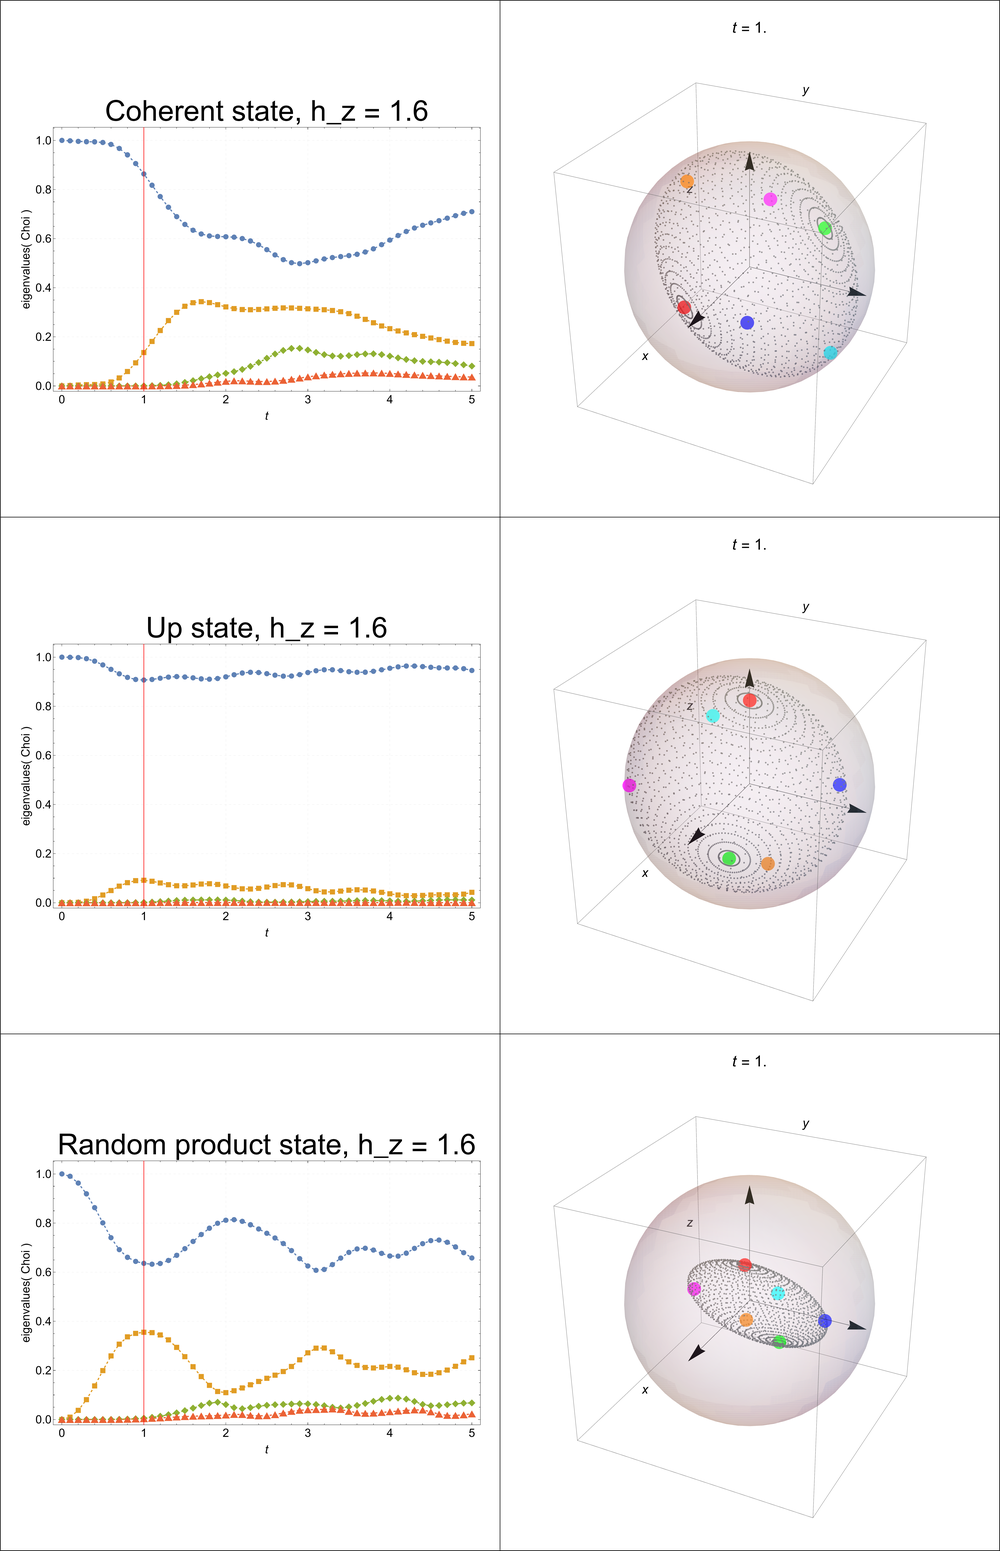 Coherent state, h_z = 1.6
eigenvalues( Choi )
1.0
0.8
0.6
0.4
0.2
0.0
0 1 2 3 4 5
t
t = 1.
y
z
x
Up state, h_z = 1.6
eigenvalues( Choi )
1.0
0.8
0.6
0.4
0.2
0.0
0 1 2 3 4 5
t
t = 1.
y
z
x
Random product state, h_z = 1.6
eigenvalues( Choi )
1.0
0.8
0.6
0.4
0.2
0.0
0 1 2 3 4 5
t
t = 1.
y
z
x